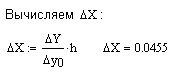 Вычисляем ΔX :
ΔX := ΔY / Δy0 · h ΔX = 0.0455